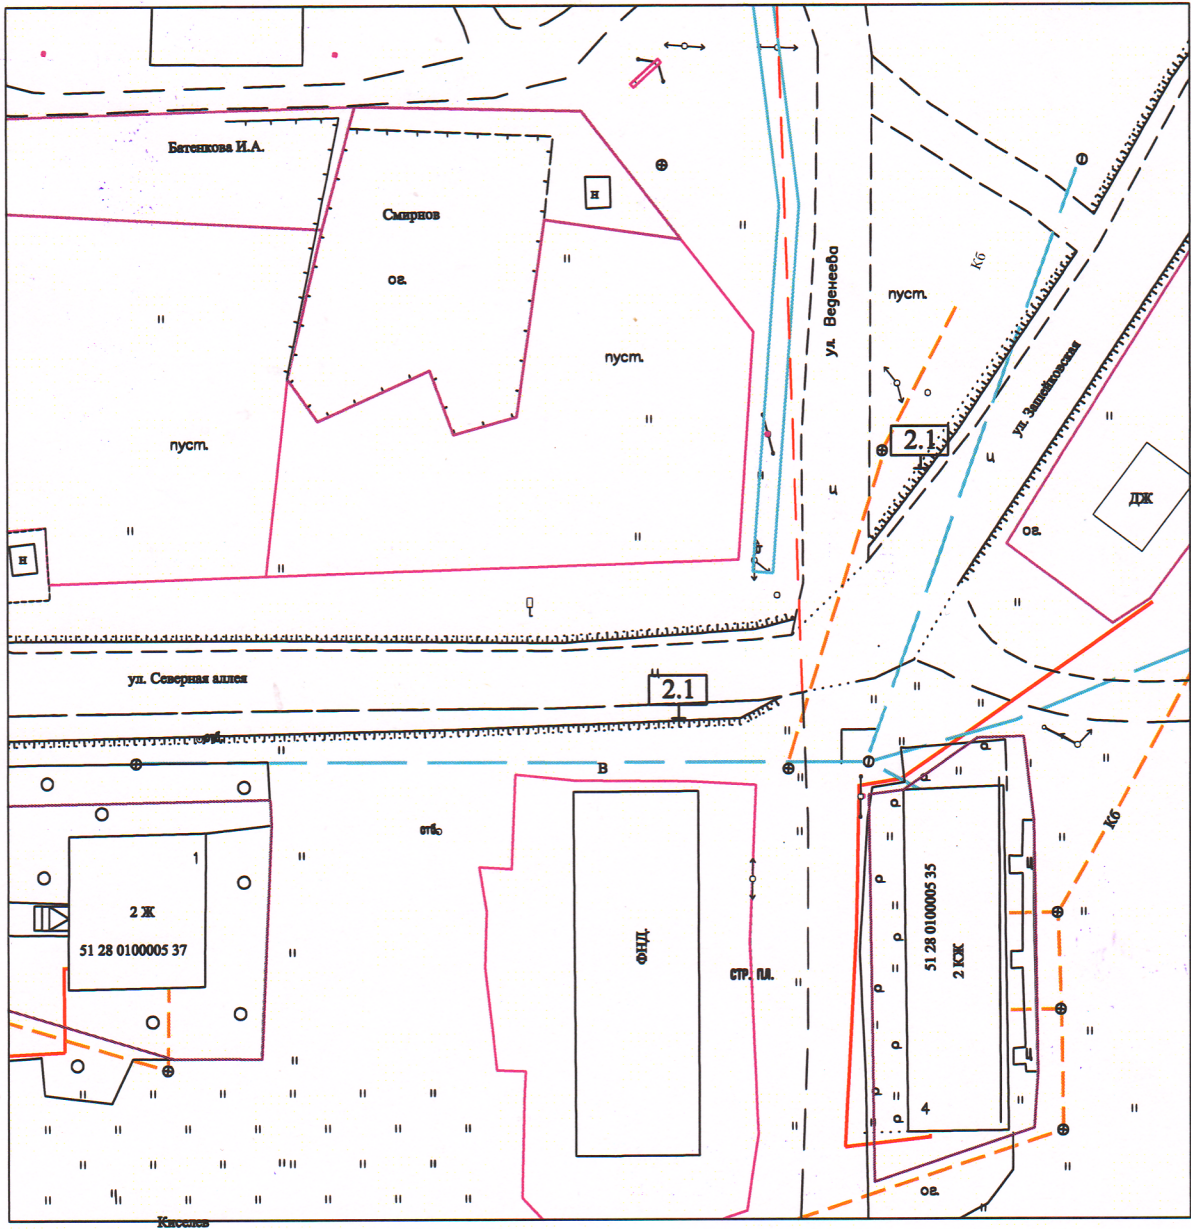 Батенкова И.А.
Смирнов
ог.
н
пуст.
пуст.
н
ул. Веденеева
ц
пуст.
Кб
2.1
ул. Зашейковская
ц
ДЖ
ог.
ул. Северная аллея
ц
2.1
В
Кб
1
2 Ж
51 28 0100005 37
ФНД.
СТР. ПЛ.
51 28 0100005 35
2 КЖ
4
ог.
Киселев